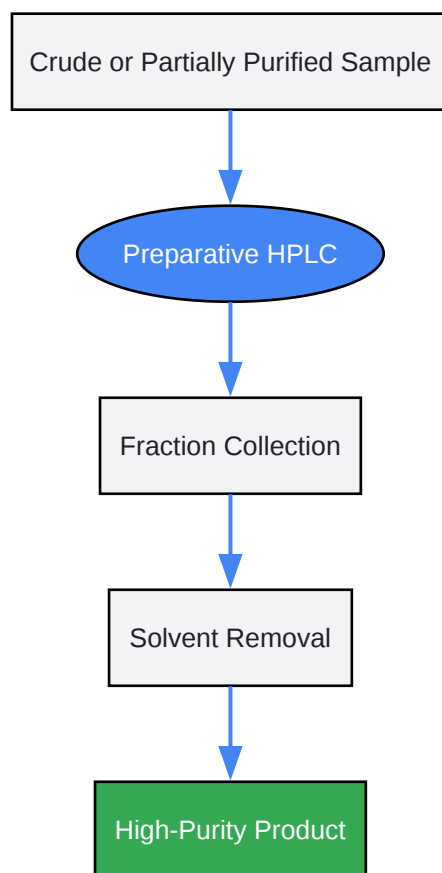 Crude or Partially Purified Sample
Preparative HPLC
Fraction Collection
Solvent Removal
High-Purity Product